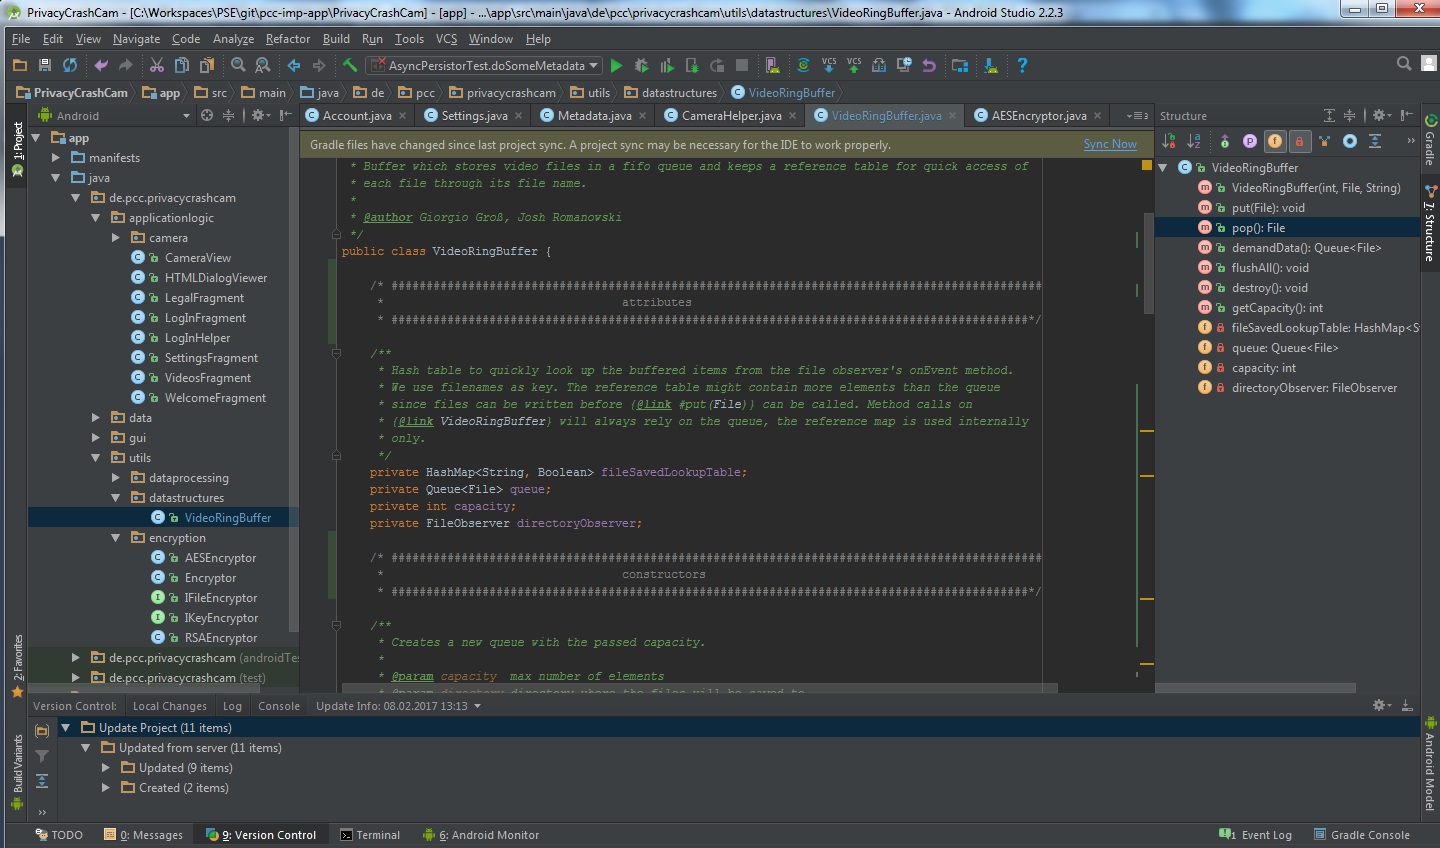 PrivacyCrashCam - [C:\Workspaces\PSE\git\pcc-imp-app\PrivacyCrashCam] - [app] - ...\app\src\main\java\de\pcc\privacycrashcam\utils\datastructures\VideoRingBuffer.java - Android Studio 2.2.3
File Edit View Navigate Code Analyze Refactor Build Run Tools VCS Window Help
AsyncPersistorTest.doSomeMetadata
PrivacyCrashCam app src main java de pcc privacycrashcam utils datastructures VideoRingBuffer
1: Project
7: Structure
2: Favorites
Build Variants
Gradle
Android Model
Android
app
manifests
java
de.pcc.privacycrashcam
applicationlogic
camera
CameraView
HTMLDialogViewer
LegalFragment
LogInFragment
LogInHelper
SettingsFragment
VideosFragment
WelcomeFragment
data
gui
utils
dataprocessing
datastructures
VideoRingBuffer
encryption
AESEncryptor
Encryptor
IFileEncryptor
IKeyEncryptor
RSAEncryptor
de.pcc.privacycrashcam (androidTe
de.pcc.privacycrashcam (test)
Account.java Settings.java Metadata.java CameraHelper.java VideoRingBuffer.java AESEncryptor.java
Gradle files have changed since last project sync. A project sync may be necessary for the IDE to work properly. Sync Now
* Buffer which stores video files in a fifo queue and keeps a reference table for quick access of
* each file through its file name.
*
* @author Giorgio Groß, Josh Romanowski
*/
public class VideoRingBuffer {
/* #############################################################################################
* attributes
* ###########################################################################################*/
/**
* Hash table to quickly look up the buffered items from the file observer's onEvent method.
* We use filenames as key. The reference table might contain more elements than the queue
* since files can be written before {@link #put(File)} can be called. Method calls on
* {@link VideoRingBuffer} will always rely on the queue, the reference map is used internally
* only.
*/
private HashMap<String, Boolean> fileSavedLookupTable;
private Queue<File> queue;
private int capacity;
private FileObserver directoryObserver;
/* #############################################################################################
* constructors
* ###########################################################################################*/
/**
* Creates a new queue with the passed capacity.
*
* @param capacity max number of elements
* @param directory directory where the files will be saved to
Structure
VideoRingBuffer
VideoRingBuffer(int, File, String)
put(File): void
pop(): File
demandData(): Queue<File>
flushAll(): void
destroy(): void
getCapacity(): int
fileSavedLookupTable: HashMap<S
queue: Queue<File>
capacity: int
directoryObserver: FileObserver
Version Control: Local Changes Log Console Update Info: 08.02.2017 13:13
Update Project (11 items)
Updated from server (11 items)
Updated (9 items)
Created (2 items)
TODO 0: Messages 9: Version Control Terminal 6: Android Monitor 1 Event Log Gradle Console